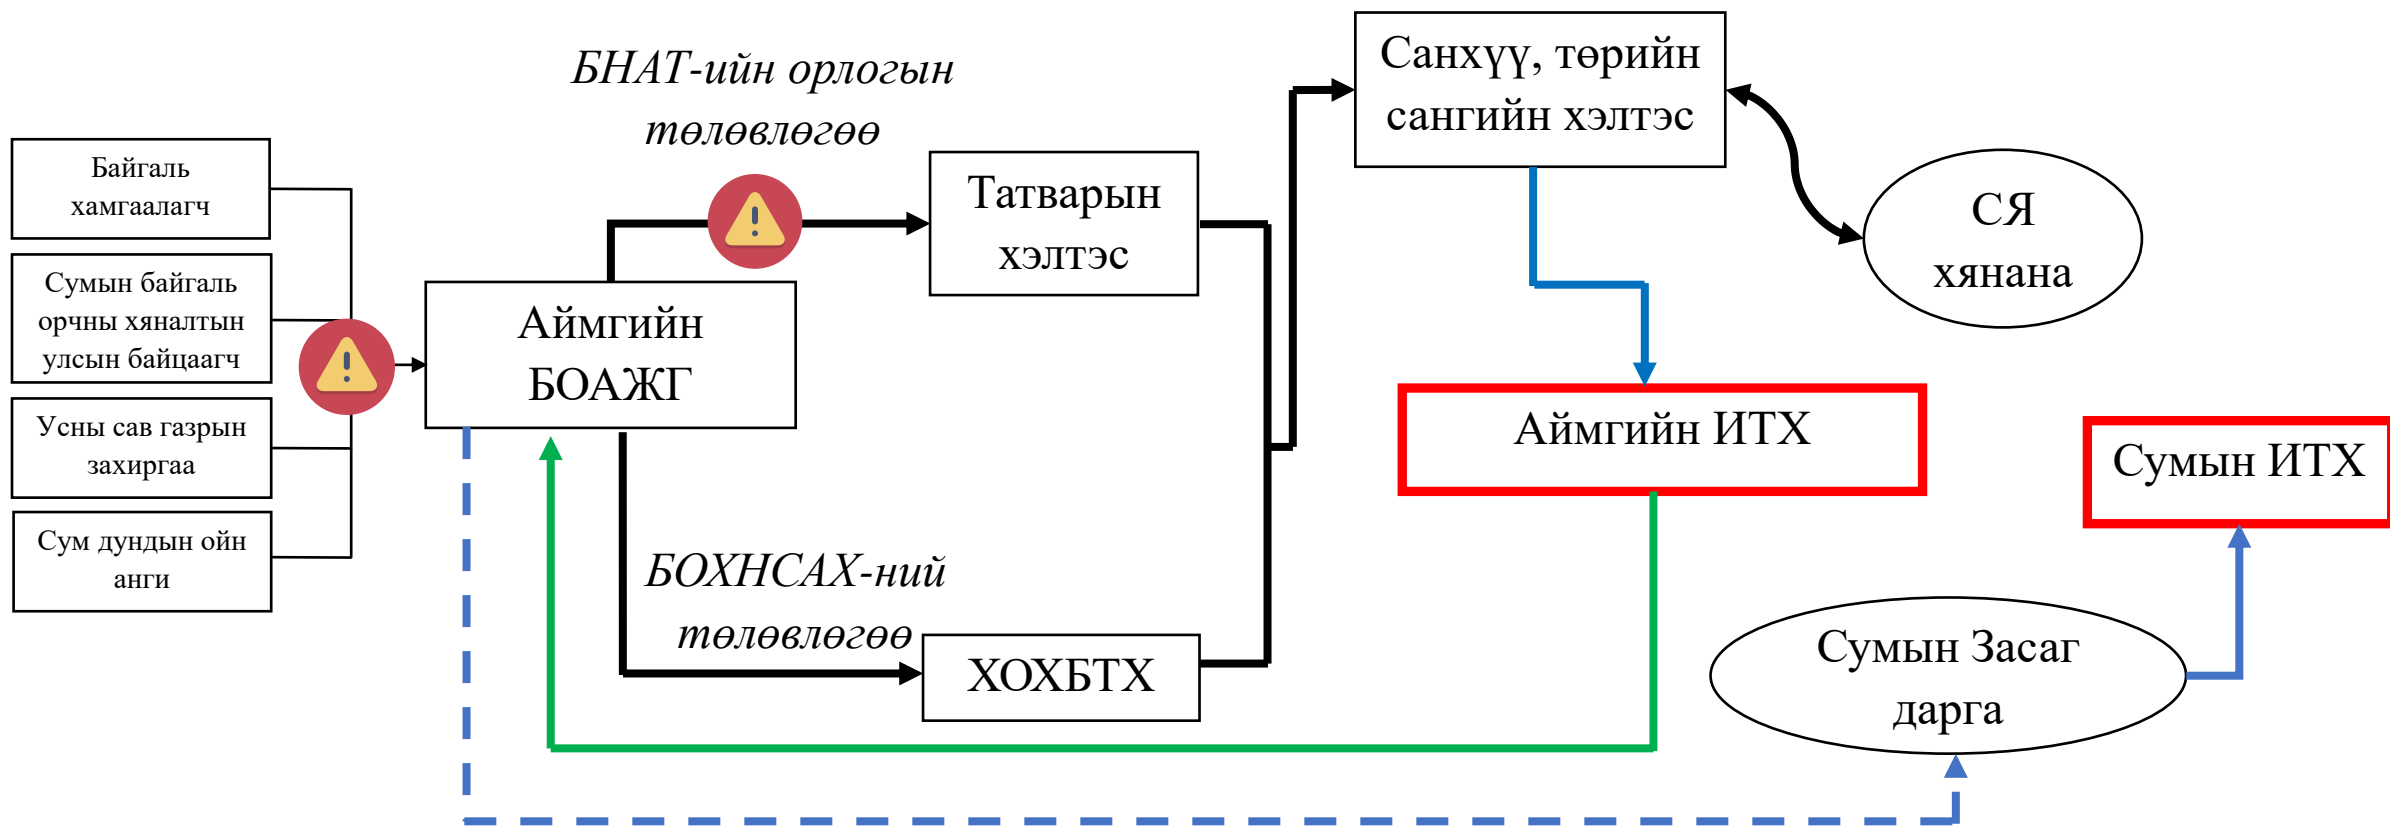 Байгаль
хамгаалагч
Сумын байгаль
орчны хяналтын
улсын байцаагч
Усны сав газрын
захиргаа
Сум дундын ойн
анги
Аймгийн
БОАЖГ
БНАТ-ийн орлогын
төлөвлөгөө
Татварын
хэлтэс
БОХНСАХ-ний
төлөвлөгөө
ХОХБТХ
Санхүү, төрийн
сангийн хэлтэс
СЯ
хянана
Аймгийн ИТХ
Сумын ИТХ
Сумын Засаг
дарга